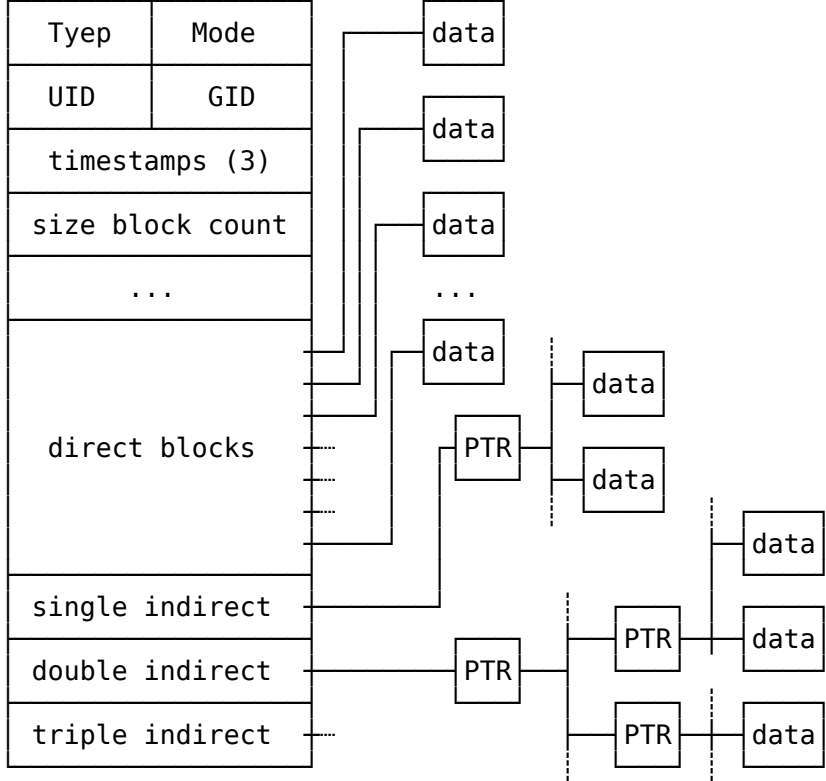 Tyep Mode data
UID GID data
timestamps (3)
size block count data
... ...
data
data
direct blocks PTR
data
data
single indirect
PTR data
double indirect PTR
triple indirect PTR data